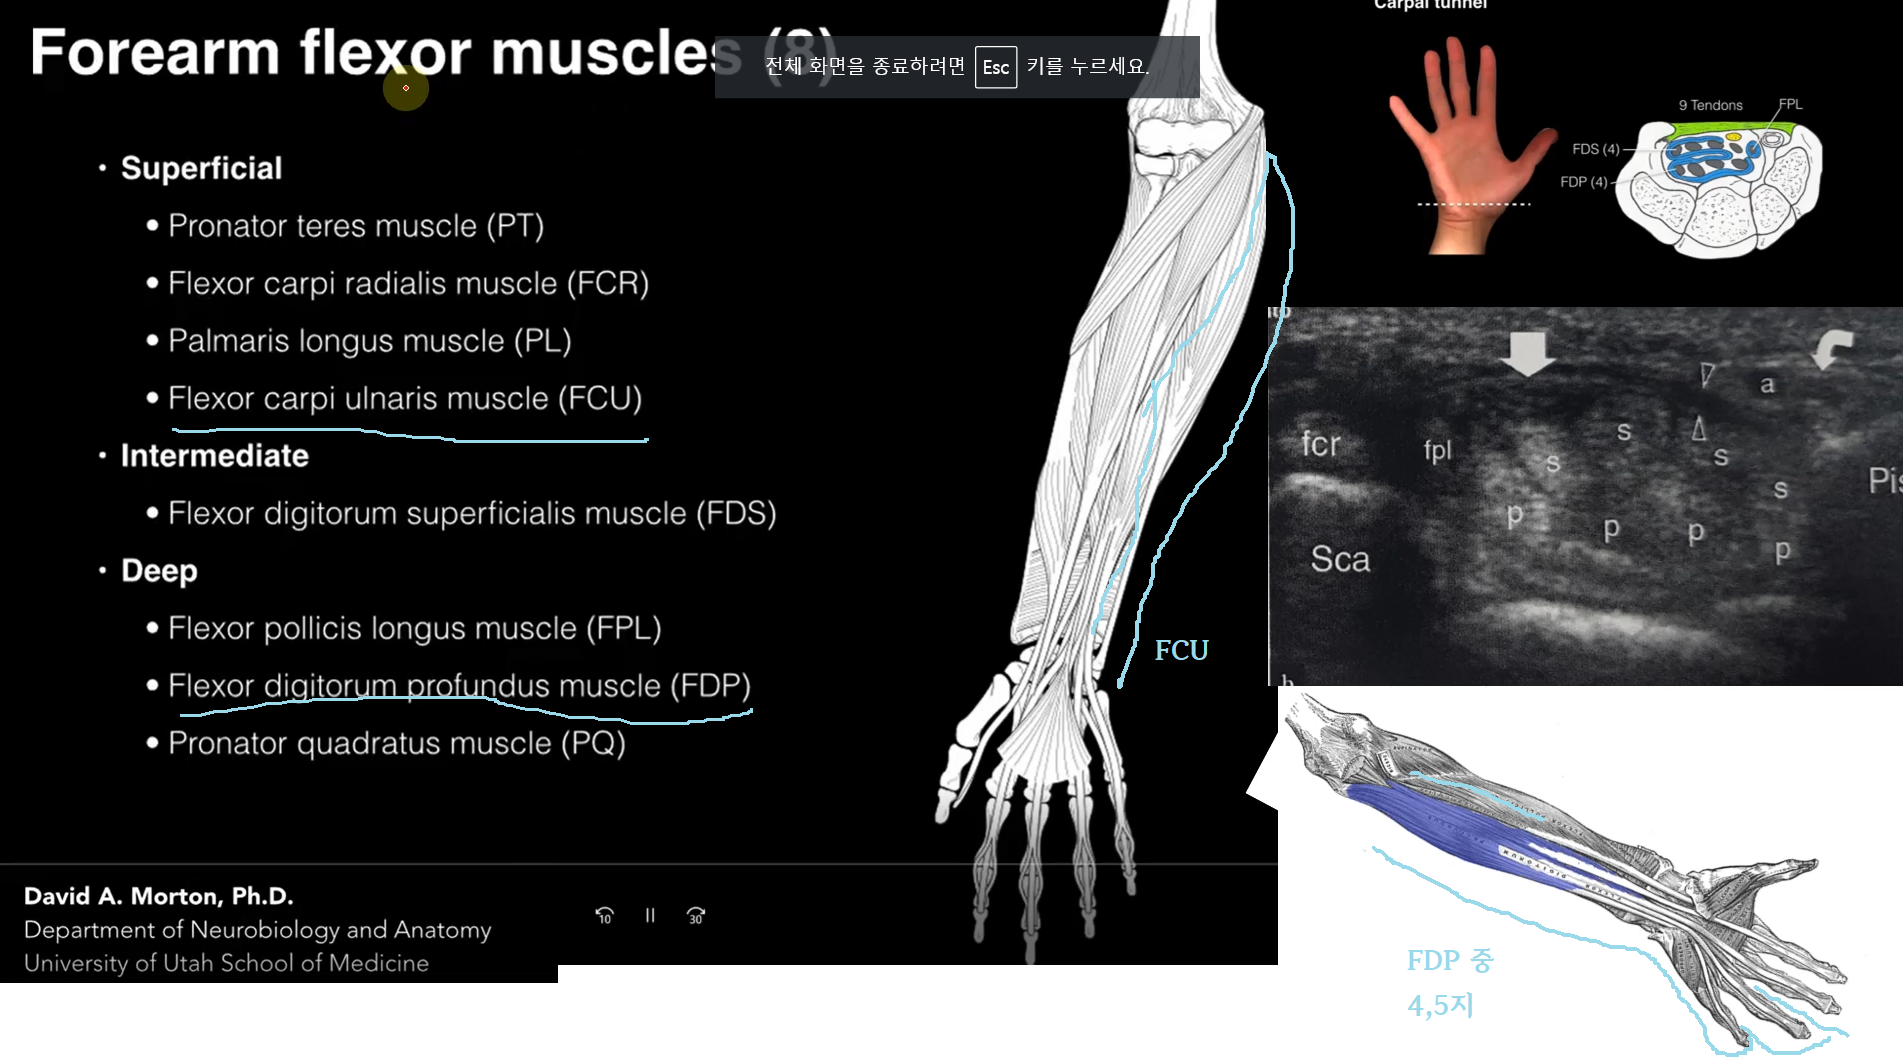 Forearm flexor muscles (8)
전체 화면을 종료하려면 Esc 키를 누르세요.
• Superficial
• Pronator teres muscle (PT)
• Flexor carpi radialis muscle (FCR)
• Palmaris longus muscle (PL)
• Flexor carpi ulnaris muscle (FCU)
• Intermediate
• Flexor digitorum superficialis muscle (FDS)
• Deep
• Flexor pollicis longus muscle (FPL)
• Flexor digitorum profundus muscle (FDP)
• Pronator quadratus muscle (PQ)
David A. Morton, Ph.D.
Department of Neurobiology and Anatomy
University of Utah School of Medicine
10
30
FCU
Carpal tunnel
9 Tendons
FPL
FDS (4)
FDP (4)
a
fcr
fpl
s
s
s
s
Pis
p
p
p
p
Sca
b
SUPINATOR
FLEXOR
DIGITORUM
FDP 중
4,5지